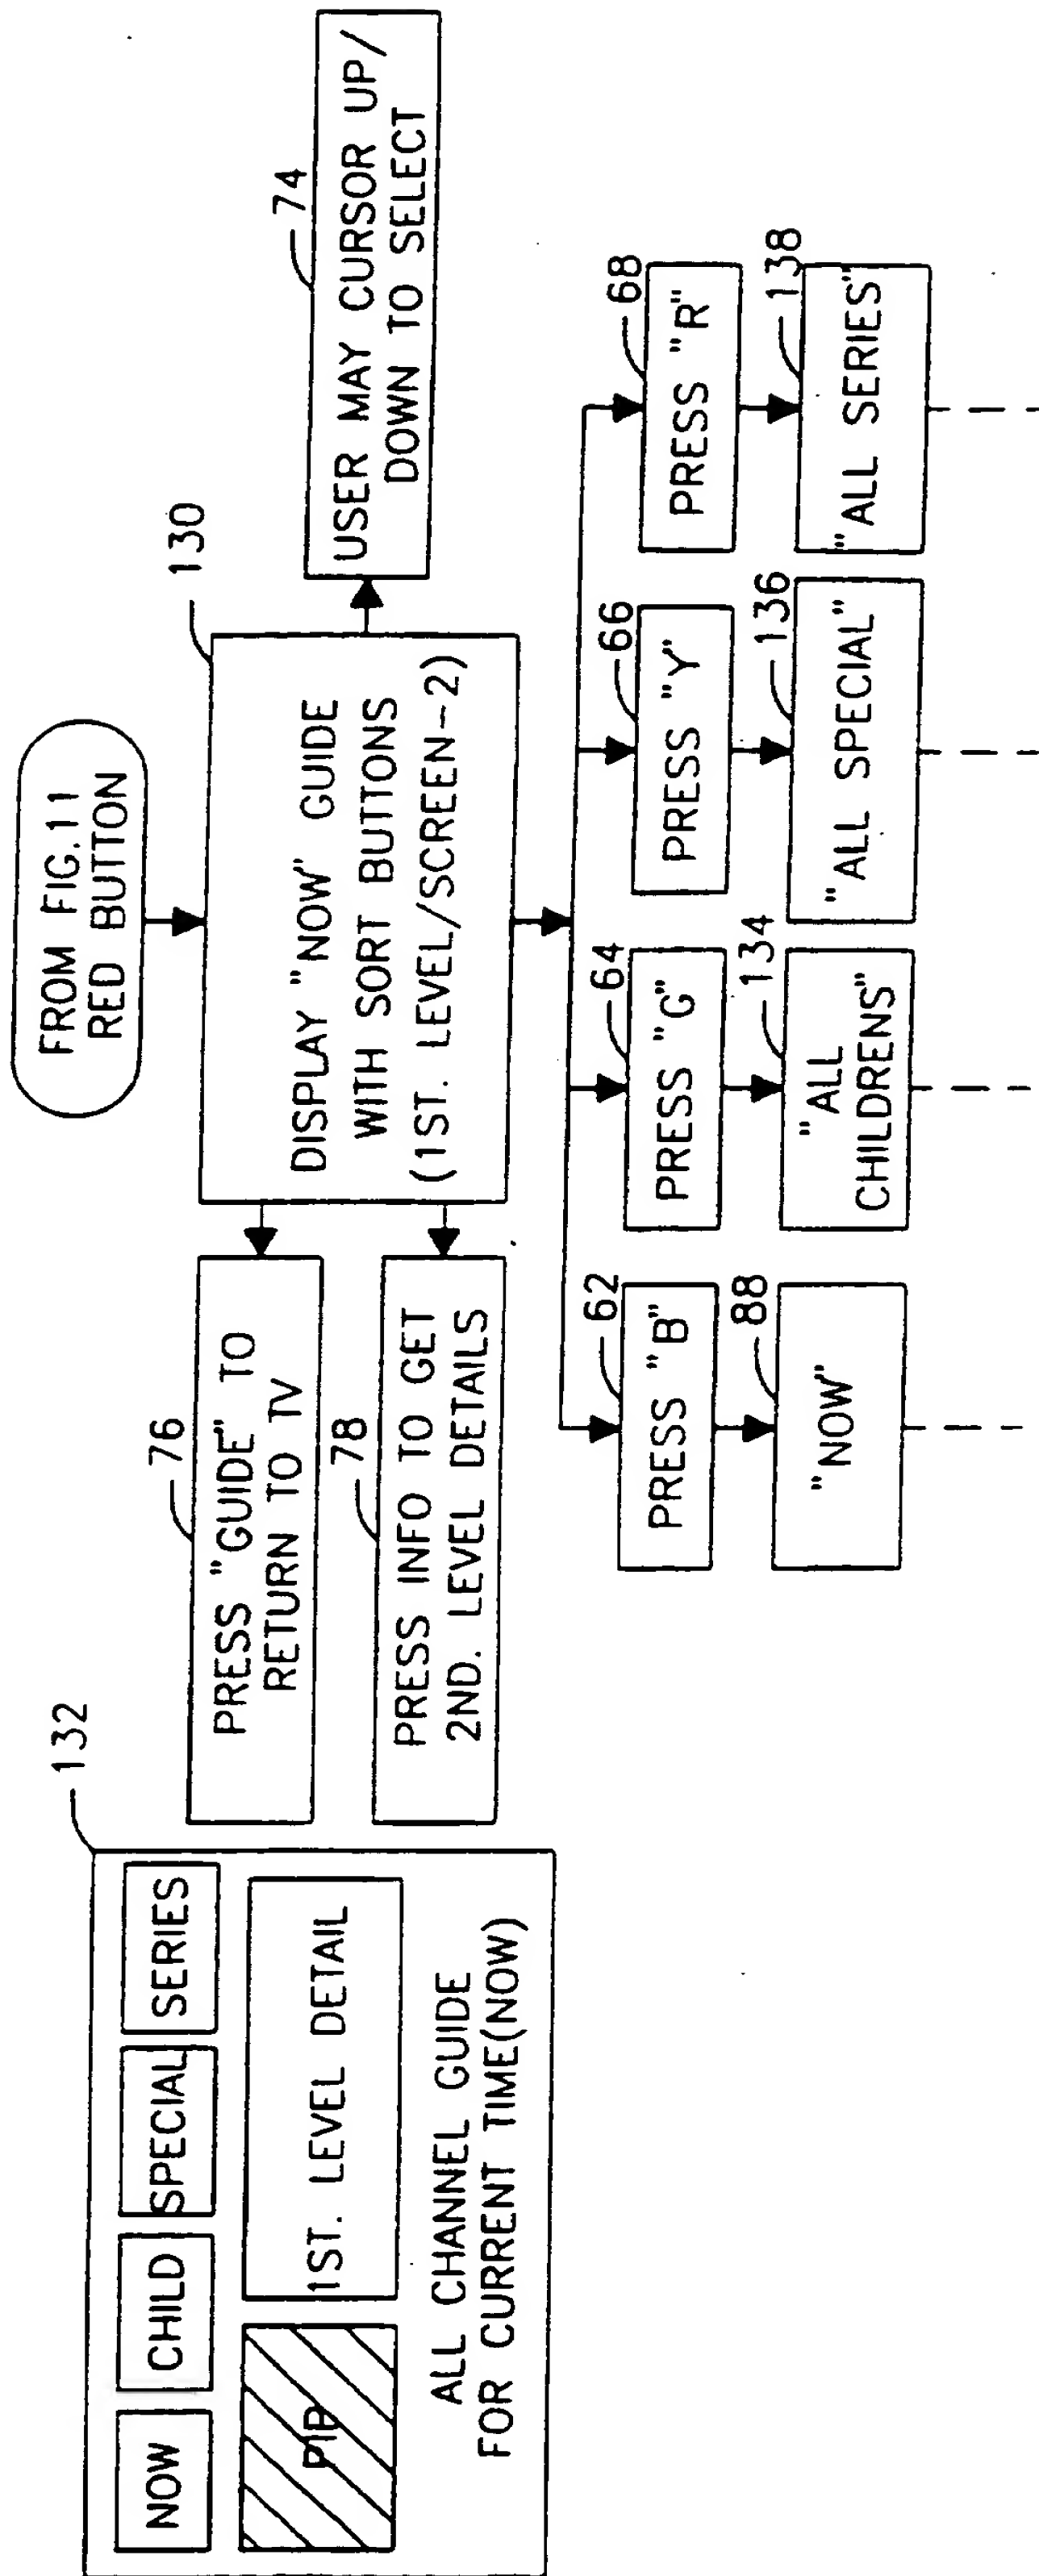 FROM FIG.11
RED BUTTON
130
DISPLAY "NOW" GUIDE
WITH SORT BUTTONS
(1ST. LEVEL/SCREEN-2)
74
USER MAY CURSOR UP/
DOWN TO SELECT
76
PRESS "GUIDE" TO
RETURN TO TV
78
PRESS INFO TO GET
2ND. LEVEL DETAILS
132
NOW
CHILD
SPECIAL
SERIES
PIP
1ST. LEVEL DETAIL
ALL CHANNEL GUIDE
FOR CURRENT TIME(NOW)
62
PRESS "B"
64
PRESS "G"
66
PRESS "Y"
68
PRESS "R"
88
"NOW"
134
"ALL
CHILDRENS"
136
"ALL SPECIAL"
138
"ALL SERIES"